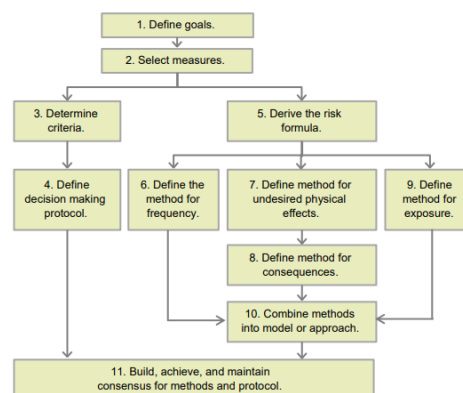 1. Define goals.
2. Select measures.
3. Determine
criteria.
5. Derive the risk
formula.
4. Define
decision making
protocol.
6. Define the
method for
frequency.
7. Define method for
undesired physical
effects.
9. Define
method for
exposure.
8. Define method for
consequences.
10. Combine methods
into model or approach.
11. Build, achieve, and maintain
consensus for methods and protocol.